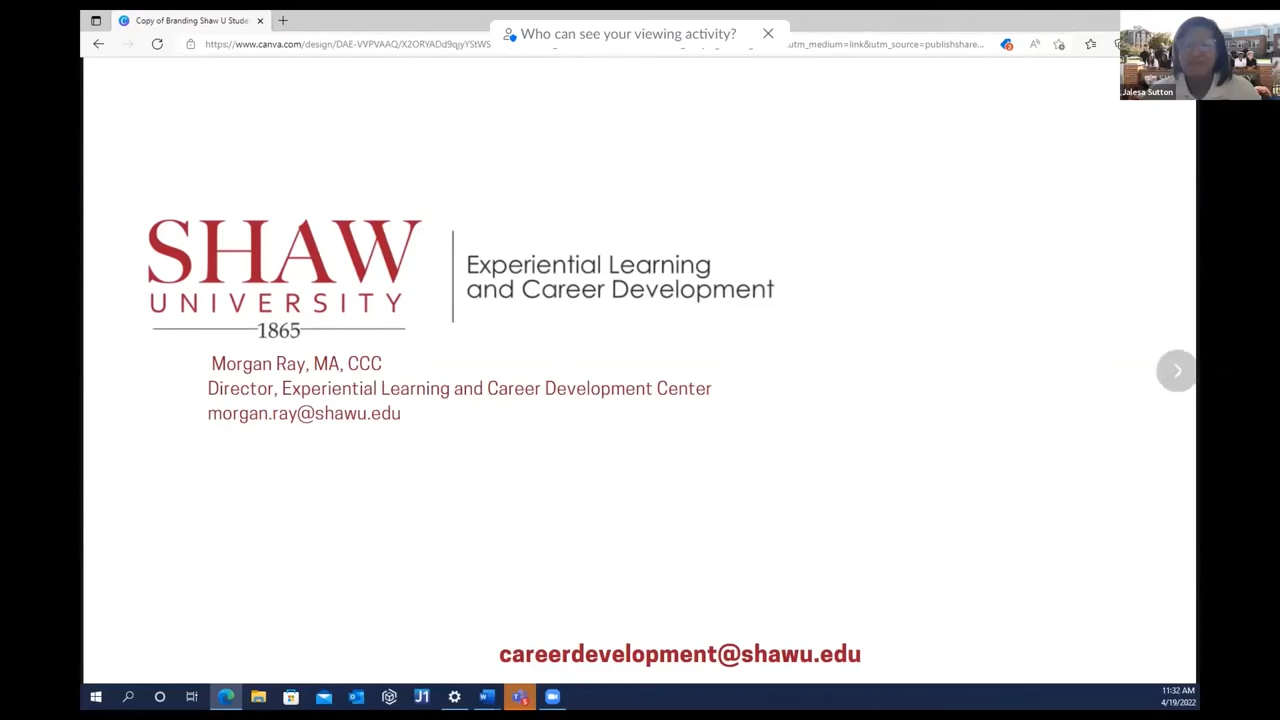 Copy of Branding Shaw U Stude
Who can see your viewing activity?
https://www.canva.com/design/DAE-VVPVAAQ/X2ORYADd9qjyYStWS
utm_medium=link&utm_source=publishshare...
Jalesa Sutton
SHAW
UNIVERSITY
1865
Experiential Learning
and Career Development
Morgan Ray, MA, CCC
Director, Experiential Learning and Career Development Center
morgan.ray@shawu.edu
careerdevelopment@shawu.edu
11:32 AM
4/19/2022